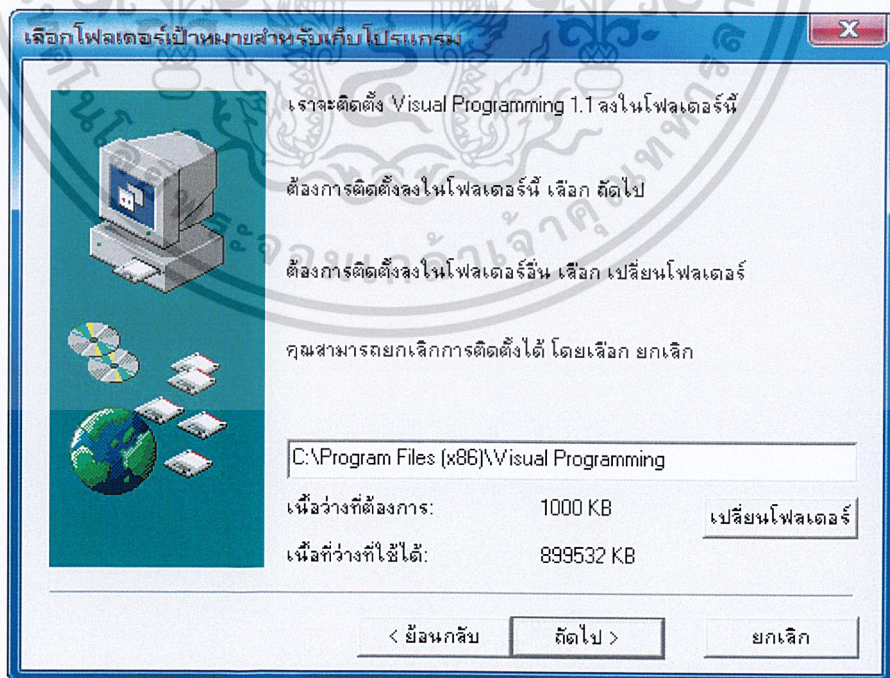 เลือกโฟลเดอร์เป้าหมายสำหรับเก็บโปรแกรม
เราจะติดตั้ง Visual Programming 1.1 ลงในโฟลเดอร์นี้
ต้องการติดตั้งลงในโฟลเดอร์นี้ เลือก ถัดไป
ต้องการติดตั้งลงในโฟลเดอร์อื่น เลือก เปลี่ยนโฟลเดอร์
คุณสามารถยกเลิกการติดตั้งได้ โดยเลือก ยกเลิก
C:\Program Files (x86)\Visual Programming
เนื้อว่างที่ต้องการ: 1000 KB
เปลี่ยนโฟลเดอร์
เนื้อที่ว่างที่ใช้ได้: 899532 KB
< ย้อนกลับ
ถัดไป >
ยกเลิก